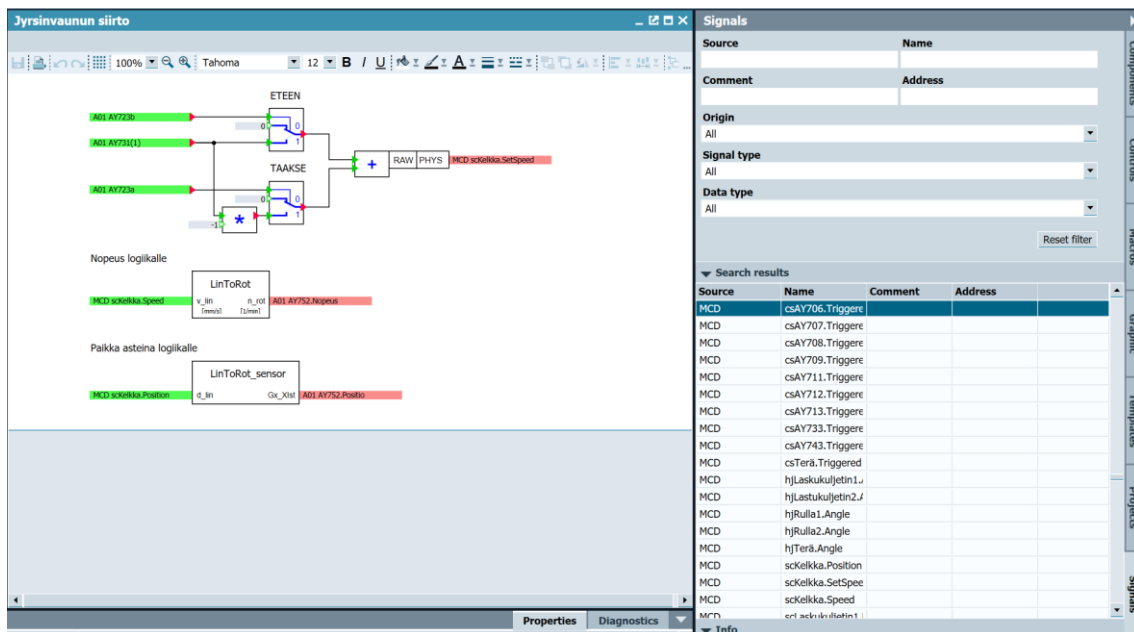 Jyrsinvaunun siirto
100%
Tahoma
12
B I U
A
ETEEN
A01 AY723b
0
0
A01 AY731(1)
1
+
RAW PHYS
MCD scKelkka.SetSpeed
TAAKSE
A01 AY723a
0
0
1
*
-1
Nopeus logiikalle
LinToRot
MCD scKelkka.Speed
v_lin
n_rot
A01 AY752.Nopeus
[mm/s]
[1/min]
Paikka asteina logiikalle
LinToRot_sensor
MCD scKelkka.Position
d_lin
Gx_XIst
A01 AY752.Positio
Properties
Diagnostics
Signals
Source
Name
Comment
Address
Origin
All
Signal type
All
Data type
All
Reset filter
Search results
Source Name Comment Address
MCD csAY706.Triggere
MCD csAY707.Triggere
MCD csAY708.Triggere
MCD csAY709.Triggere
MCD csAY711.Triggere
MCD csAY712.Triggere
MCD csAY713.Triggere
MCD csAY733.Triggere
MCD csAY743.Triggere
MCD csTerä.Triggered
MCD hjLaskukuljetin1.
MCD hjLastukuljetin2.
MCD hjRulla1.Angle
MCD hjRulla2.Angle
MCD hjTerä.Angle
MCD scKelkka.Position
MCD scKelkka.SetSpee
MCD scKelkka.Speed
MCD scLaskukuljetin1.
Info
Components
Controls
Macros
Graphic
Templates
Projects
Signals